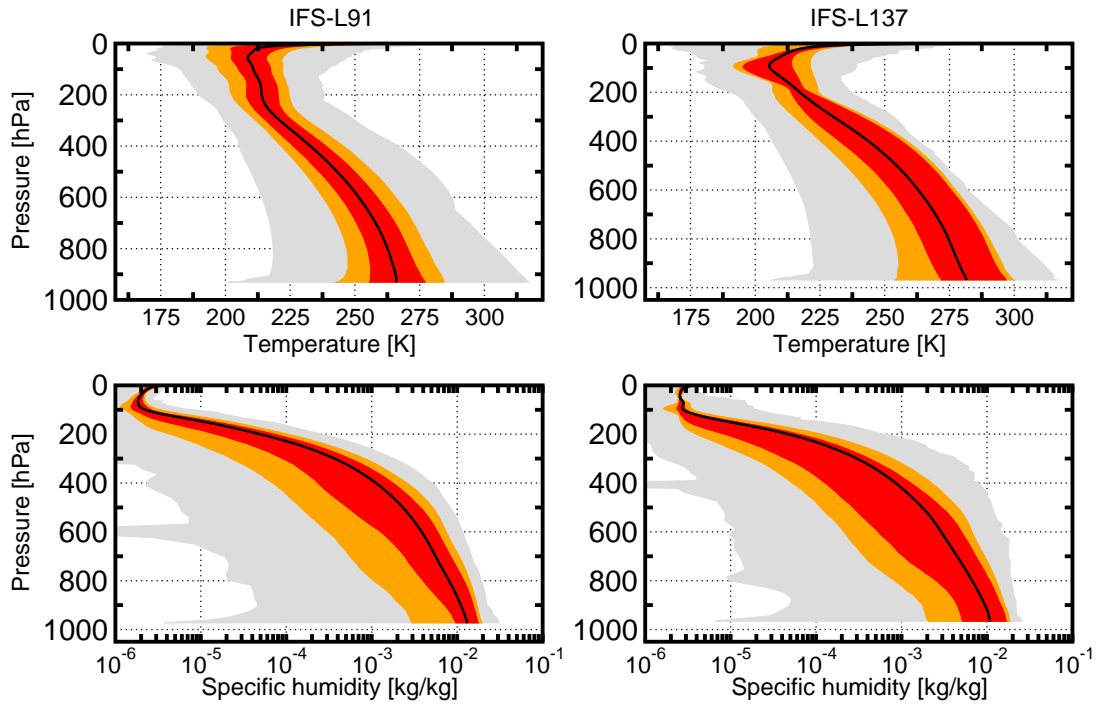 IFS-L91
IFS-L137
Pressure [hPa]
0
200
400
600
800
1000
175 200 225 250 275 300
Temperature [K]
0
200
400
600
800
1000
175 200 225 250 275 300
Temperature [K]
Pressure [hPa]
0
200
400
600
800
1000
10-6 10-5 10-4 10-3 10-2 10-1
Specific humidity [kg/kg]
0
200
400
600
800
1000
10-6 10-5 10-4 10-3 10-2 10-1
Specific humidity [kg/kg]